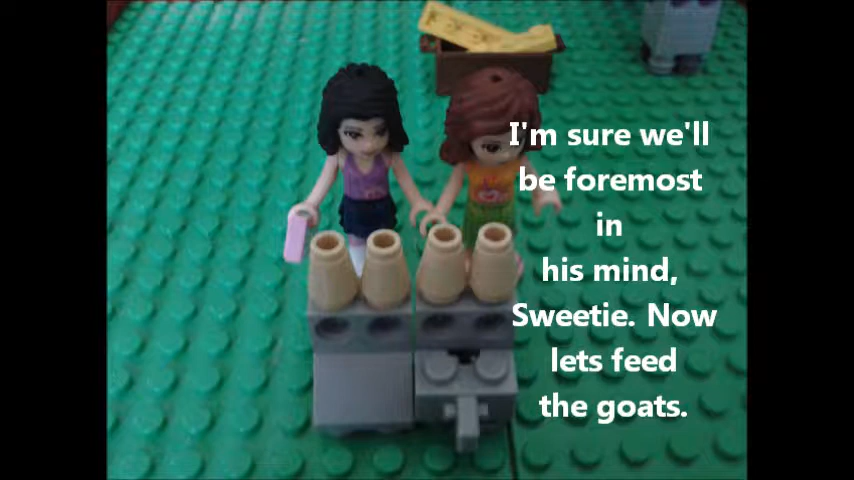 I'm sure we'll
be foremost
in
his mind,
Sweetie. Now
lets feed
the goats.